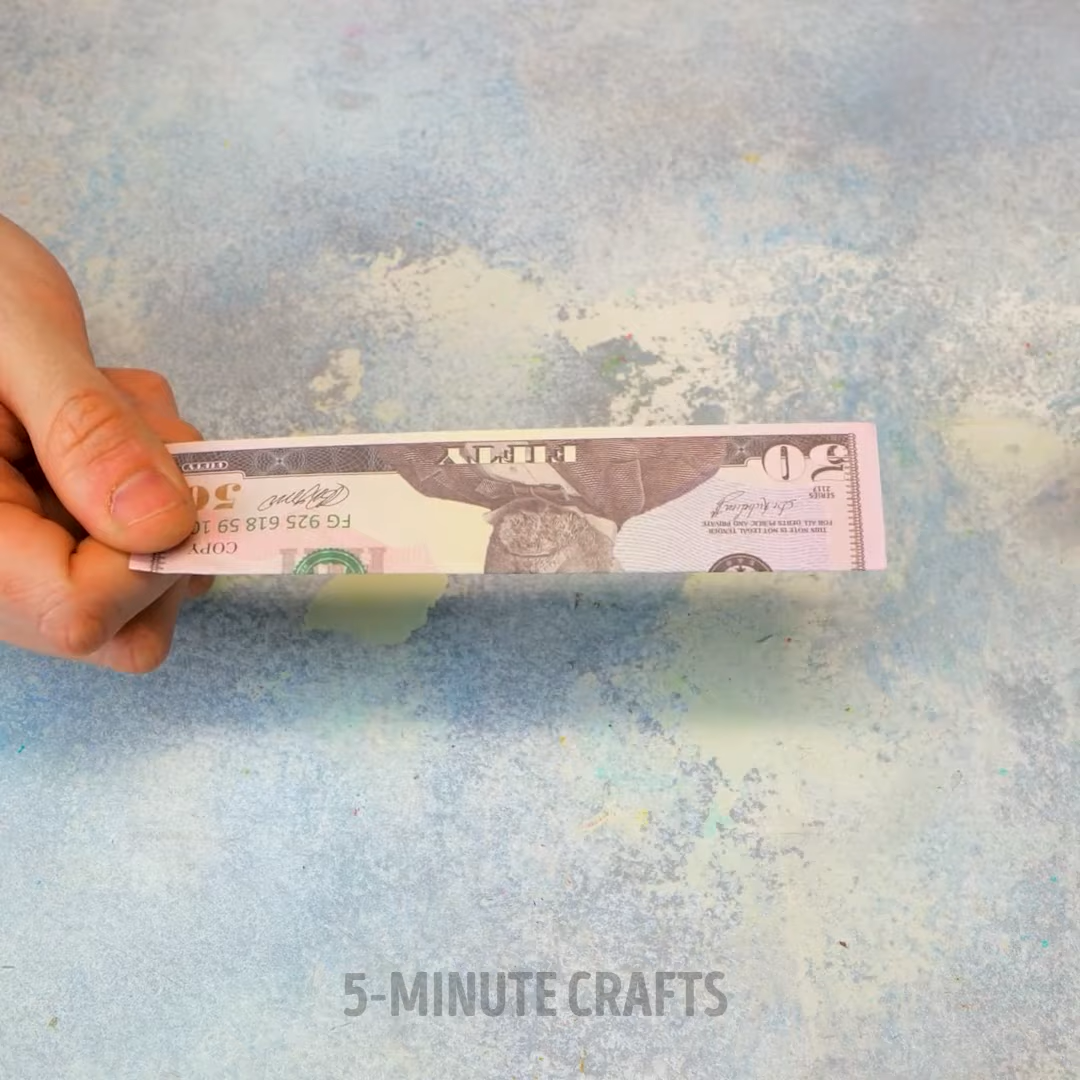 FIFTY
50
SERIES
2117
FOR ALL DEBTS PUBLIC AND PRIVATE
THIS NOTE IS NOT LEGAL TENDER
FG 925 618 59
COPY
5-MINUTE CRAFTS